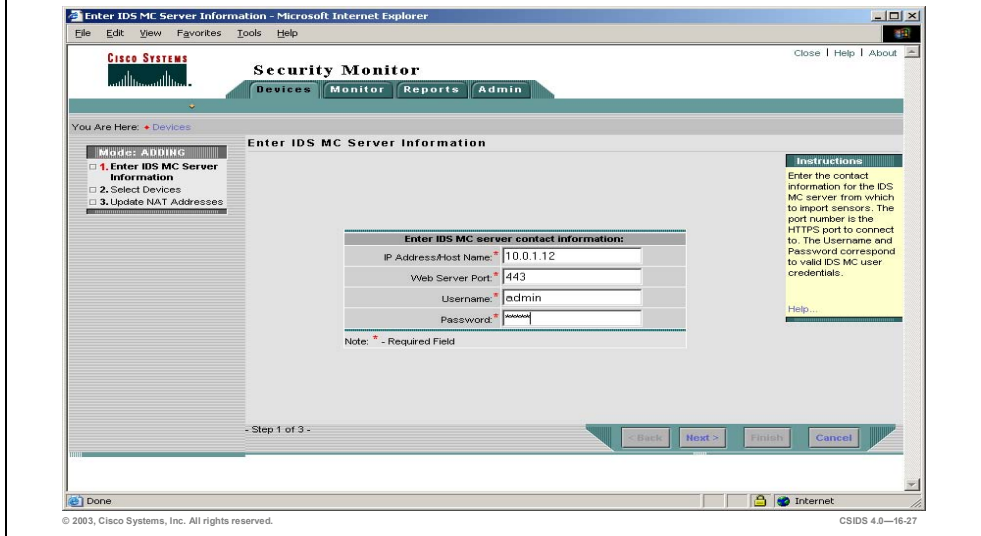 Enter IDS MC Server Information - Microsoft Internet Explorer
File Edit View Favorites Tools Help
Close | Help | About
CISCO SYSTEMS
Security Monitor
Devices Monitor Reports Admin
You Are Here: Devices
Mode: ADDING
1. Enter IDS MC Server
Information
2. Select Devices
3. Update NAT Addresses
Enter IDS MC Server Information
Enter IDS MC server contact information:
IP Address/Host Name:* 10.0.1.12
Web Server Port:* 443
Username:* admin
Password:* *****
Note: * - Required Field
Instructions
Enter the contact
information for the IDS
MC server from which
to import sensors. The
port number is the
HTTPS port to connect
to. The Username and
Password correspond
to valid IDS MC user
credentials.
Help...
- Step 1 of 3 -
< Back Next > Finish Cancel
Done
Internet
© 2003, Cisco Systems, Inc. All rights reserved.
CSIDS 4.0—16-27